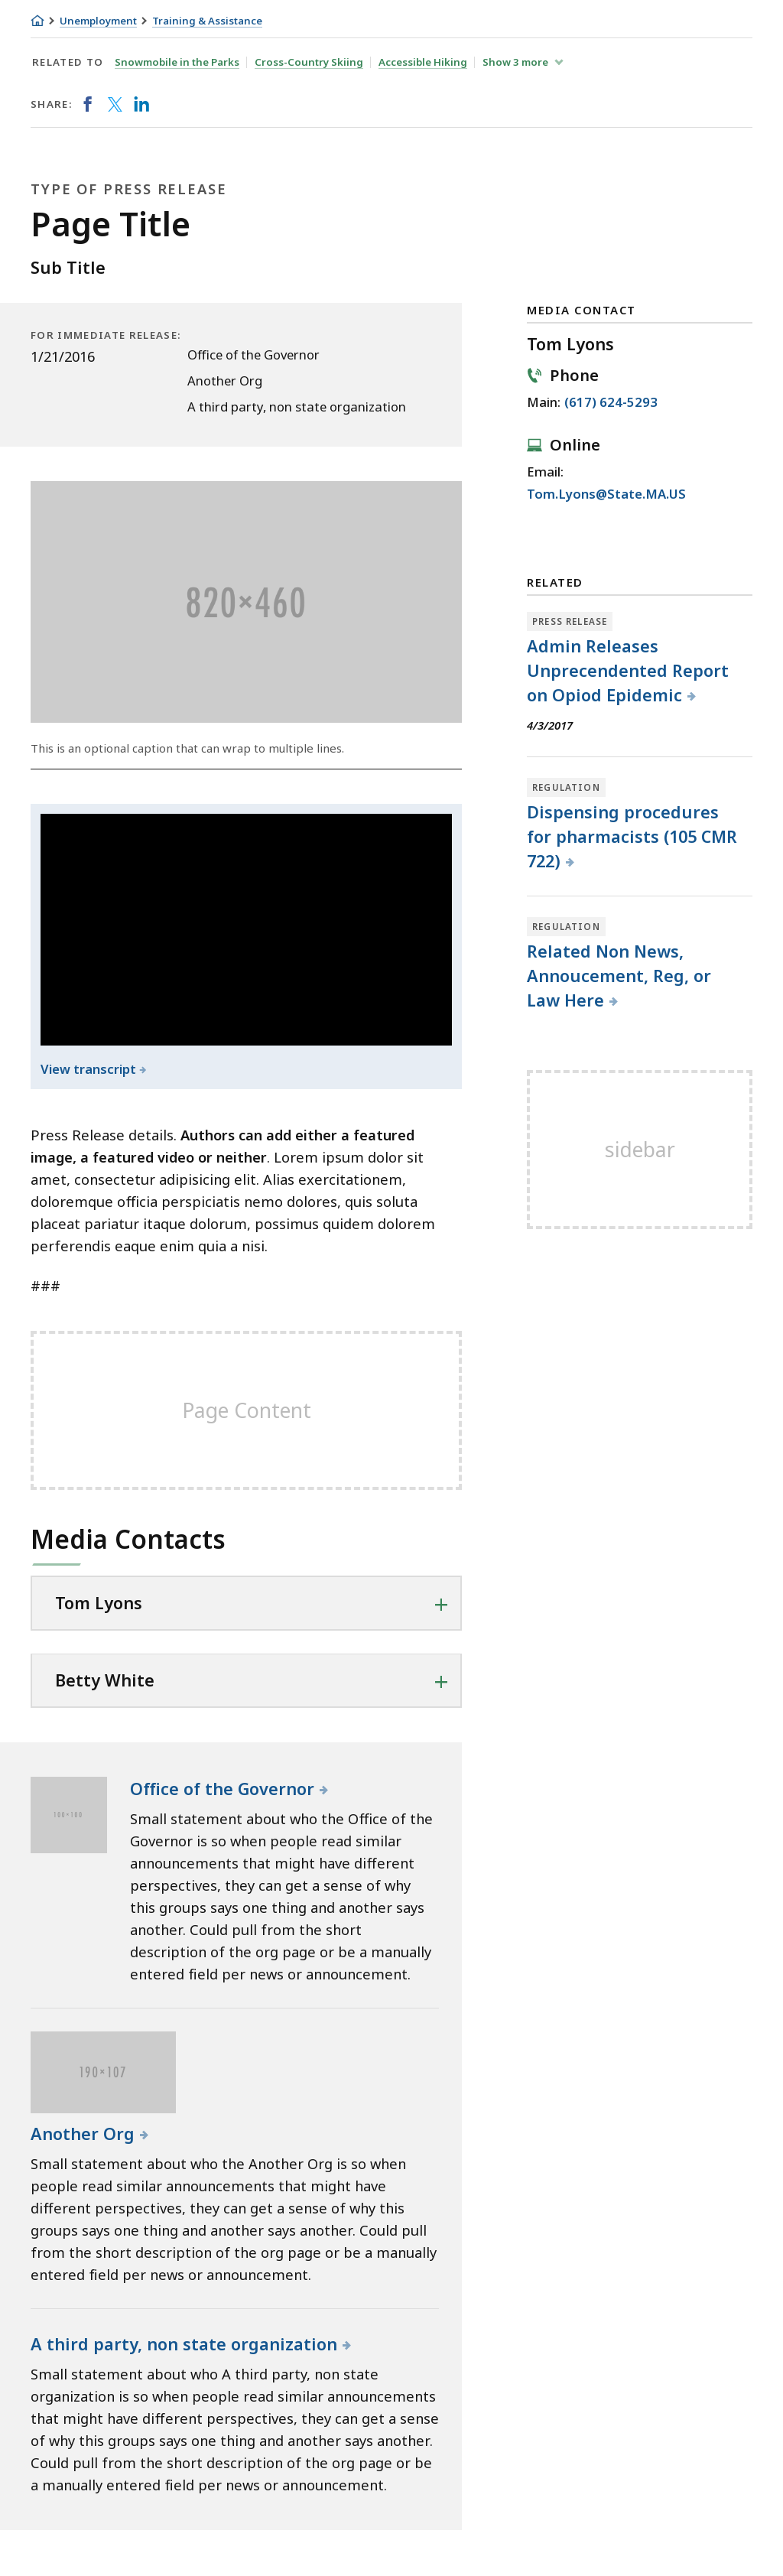 Unemployment Training & Assistance
RELATED TO Snowmobile in the Parks Cross-Country Skiing Accessible Hiking Show 3 more
SHARE:
TYPE OF PRESS RELEASE
Page Title
Sub Title
FOR IMMEDIATE RELEASE:
1/21/2016
Office of the Governor
Another Org
A third party, non state organization
820×460
This is an optional caption that can wrap to multiple lines.
View transcript
Press Release details. Authors can add either a featured
image, a featured video or neither. Lorem ipsum dolor sit
amet, consectetur adipisicing elit. Alias exercitationem,
doloremque officia perspiciatis nemo dolores, quis soluta
placeat pariatur itaque dolorum, possimus quidem dolorem
perferendis eaque enim quia a nisi.
###
Page Content
Media Contacts
Tom Lyons
Betty White
100×100
Office of the Governor
Small statement about who the Office of the
Governor is so when people read similar
announcements that might have different
perspectives, they can get a sense of why
this groups says one thing and another says
another. Could pull from the short
description of the org page or be a manually
entered field per news or announcement.
190×107
Another Org
Small statement about who the Another Org is so when
people read similar announcements that might have
different perspectives, they can get a sense of why this
groups says one thing and another says another. Could pull
from the short description of the org page or be a manually
entered field per news or announcement.
A third party, non state organization
Small statement about who A third party, non state
organization is so when people read similar announcements
that might have different perspectives, they can get a sense
of why this groups says one thing and another says another.
Could pull from the short description of the org page or be
a manually entered field per news or announcement.
MEDIA CONTACT
Tom Lyons
Phone
Main: (617) 624-5293
Online
Email:
Tom.Lyons@State.MA.US
RELATED
PRESS RELEASE
Admin Releases
Unprecendented Report
on Opiod Epidemic
4/3/2017
REGULATION
Dispensing procedures
for pharmacists (105 CMR
722)
REGULATION
Related Non News,
Annoucement, Reg, or
Law Here
sidebar